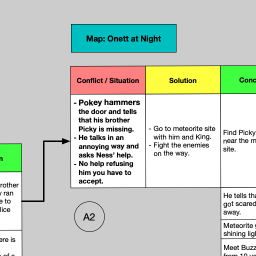 Map: Onett at Night
Conflict / Situation
Solution
- Pokey hammers
the door and tells
that his brother
Picky is missing.
- He talks in an
annoying way and
asks Ness' help.
- No help refusing
him you have to
accept.
- Go to meteorite site
with him and King.
- Fight the enemies
on the way.
Find Picky
near the m
site.
He tells tha
got scared
away.
Meteorite g
shining ligh
Meet Buzz
A2
rother
y ran
e to
lice
ere is